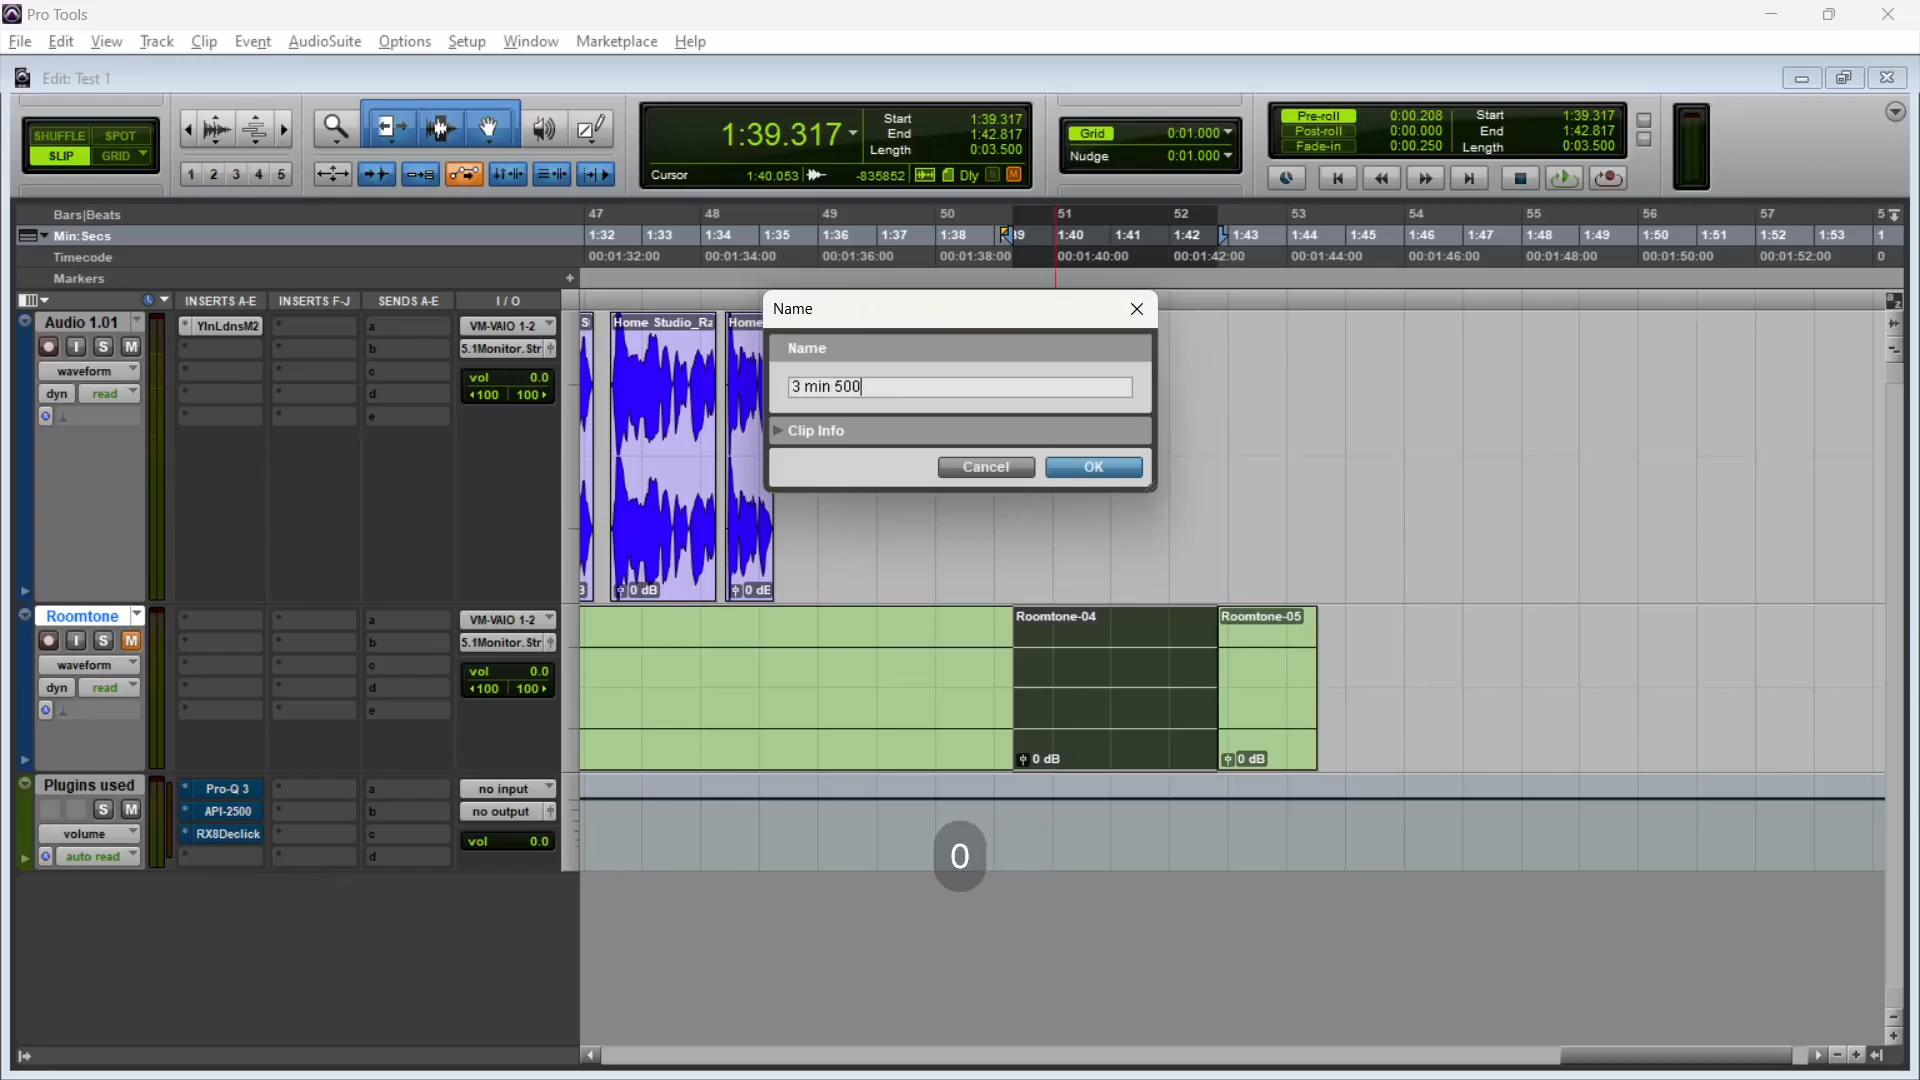 Pro Tools
File Edit View Track Clip Event AudioSuite Options Setup Window Marketplace Help
Edit: Test 1
SHUFFLE SPOT
SLIP GRID
1 2 3 4 5
1:39.317
Start 1:39.317
End 1:42.817
Length 0:03.500
Cursor 1:40.053 -835852 Dly M
Grid 0:01.000
Nudge 0:01.000
Pre-roll 0:00.208 Start 1:39.317
Post-roll 0:00.000 End 1:42.817
Fade-in 0:00.250 Length 0:03.500
Bars|Beats 47 48 49 50 51 52 53 54 55 56 57 5
Min:Secs 1:32 1:33 1:34 1:35 1:36 1:37 1:38 39 1:40 1:41 1:42 1:43 1:44 1:45 1:46 1:47 1:48 1:49 1:50 1:51 1:52 1:53 1
Timecode 00:01:32:00 00:01:34:00 00:01:36:00 00:01:38:00 00:01:40:00 00:01:42:00 00:01:44:00 00:01:46:00 00:01:48:00 00:01:50:00 00:01:52:00 0
Markers
INSERTS A-E INSERTS F-J SENDS A-E I / O
a z
Audio 1.01
YlnLdnsM2
a
VM-VAIO 1-2
I S M
b
5.1Monitor.Str
waveform
c
vol 0.0
dyn read
d
100 100
e
S Home Studio_Ra Home
0 dB
Name
Name
3 min 500
Clip Info
Cancel OK
Roomtone
a
VM-VAIO 1-2
I S M
b
5.1Monitor.Str
waveform
c
vol 0.0
dyn read
d
100 100
e
Roomtone-04 Roomtone-05
0 dB 0 dB
Plugins used
Pro-Q 3
a
no input
S M
API-2500
b
no output
volume
RX8Declick
c
vol 0.0
auto read
d
0